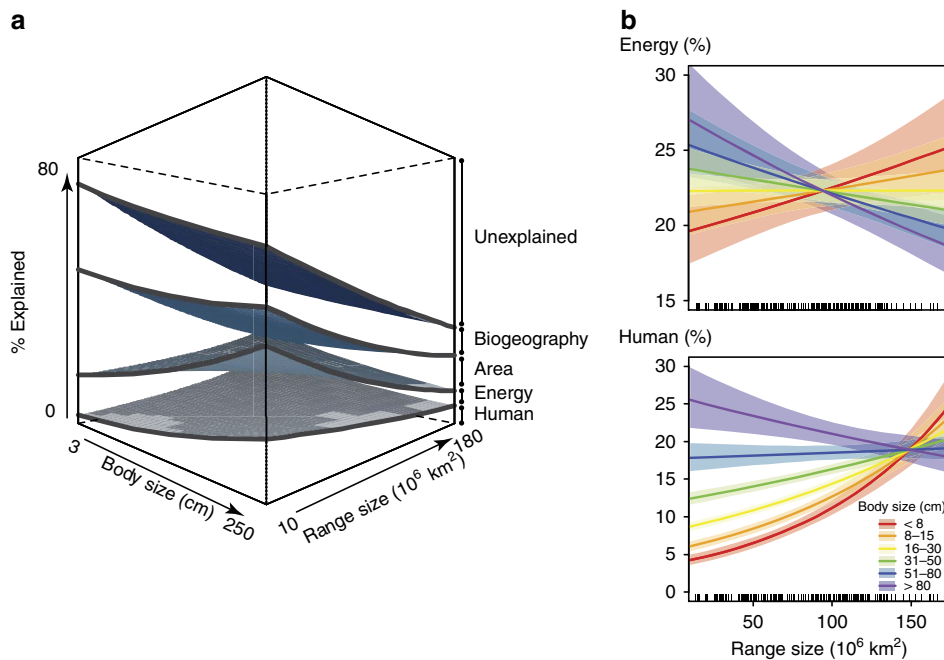 a
% Explained
80
0
3
Body size (cm)
250
10
Range size (10⁶ km²)
180
Unexplained
Biogeography
Area
Energy
Human
b
Energy (%)
30
25
20
15
Human (%)
30
25
20
15
10
5
0
Body size (cm)
< 8
8–15
16–30
31–50
51–80
> 80
50 100 150
Range size (10⁶ km²)